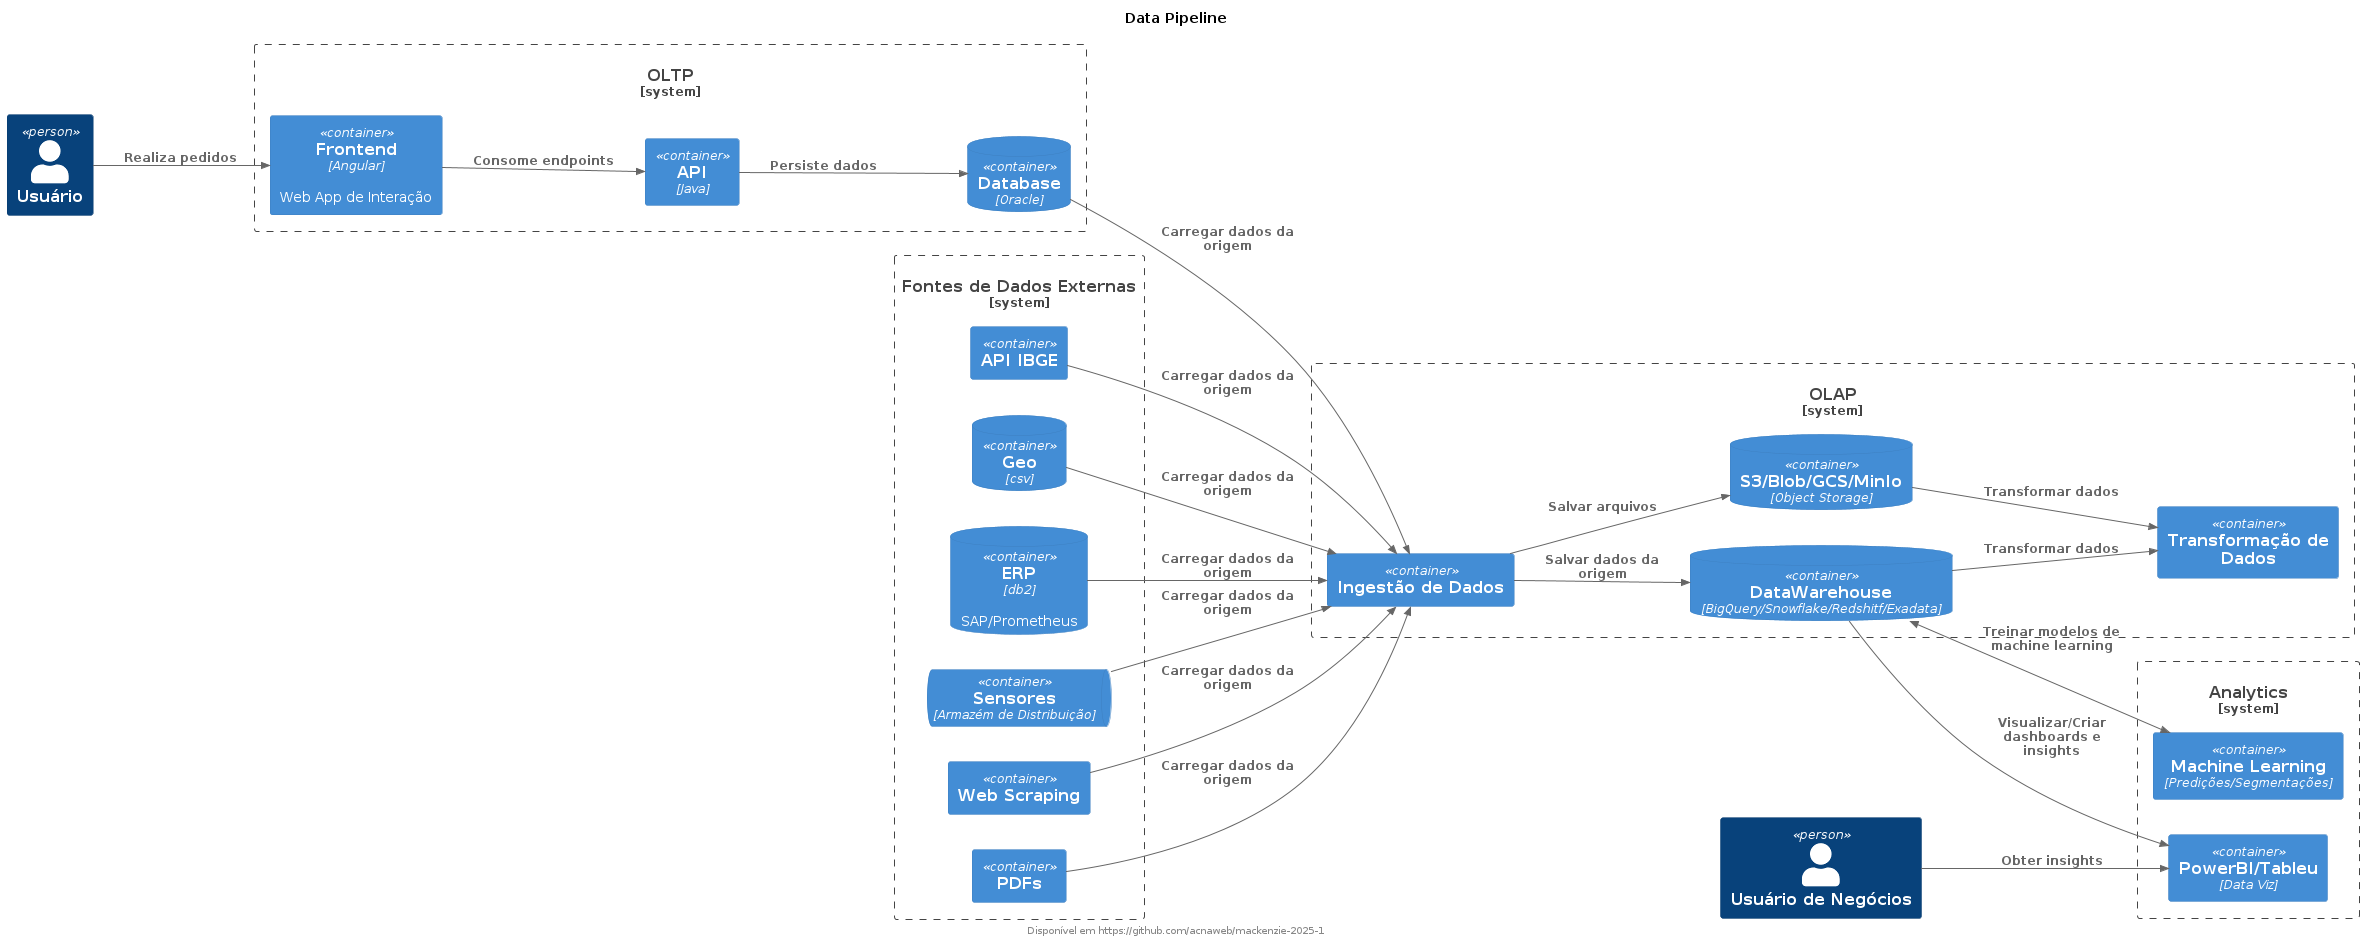 Data Pipeline
OLTP
[system]
«person»
Usuário
Realiza pedidos
«container»
Frontend
[Angular]
Web App de Interação
Consome endpoints
«container»
API
[Java]
Persiste dados
«container»
Database
[Oracle]
Carregar dados da
origem
Fontes de Dados Externas
[system]
«container»
API IBGE
Carregar dados da
origem
«container»
Geo
[csv]
Carregar dados da
origem
«container»
ERP
[db2]
SAP/Prometheus
Carregar dados da
origem
«container»
Sensores
[Armazém de Distribuição]
Carregar dados da
origem
«container»
Web Scraping
Carregar dados da
origem
«container»
PDFs
Carregar dados da
origem
OLAP
[system]
«container»
Ingestão de Dados
Salvar arquivos
Salvar dados da
origem
«container»
S3/Blob/GCS/MinIo
[Object Storage]
«container»
DataWarehouse
[BigQuery/Snowflake/Redshitf/Exadata]
Transformar dados
Transformar dados
«container»
Transformação de
Dados
Treinar modelos de
machine learning
Visualizar/Criar
dashboards e
insights
Analytics
[system]
«container»
Machine Learning
[Predições/Segmentações]
«person»
Usuário de Negócios
Obter insights
«container»
PowerBI/Tableu
[Data Viz]
Disponível em https://github.com/acnaweb/mackenzie-2025-1